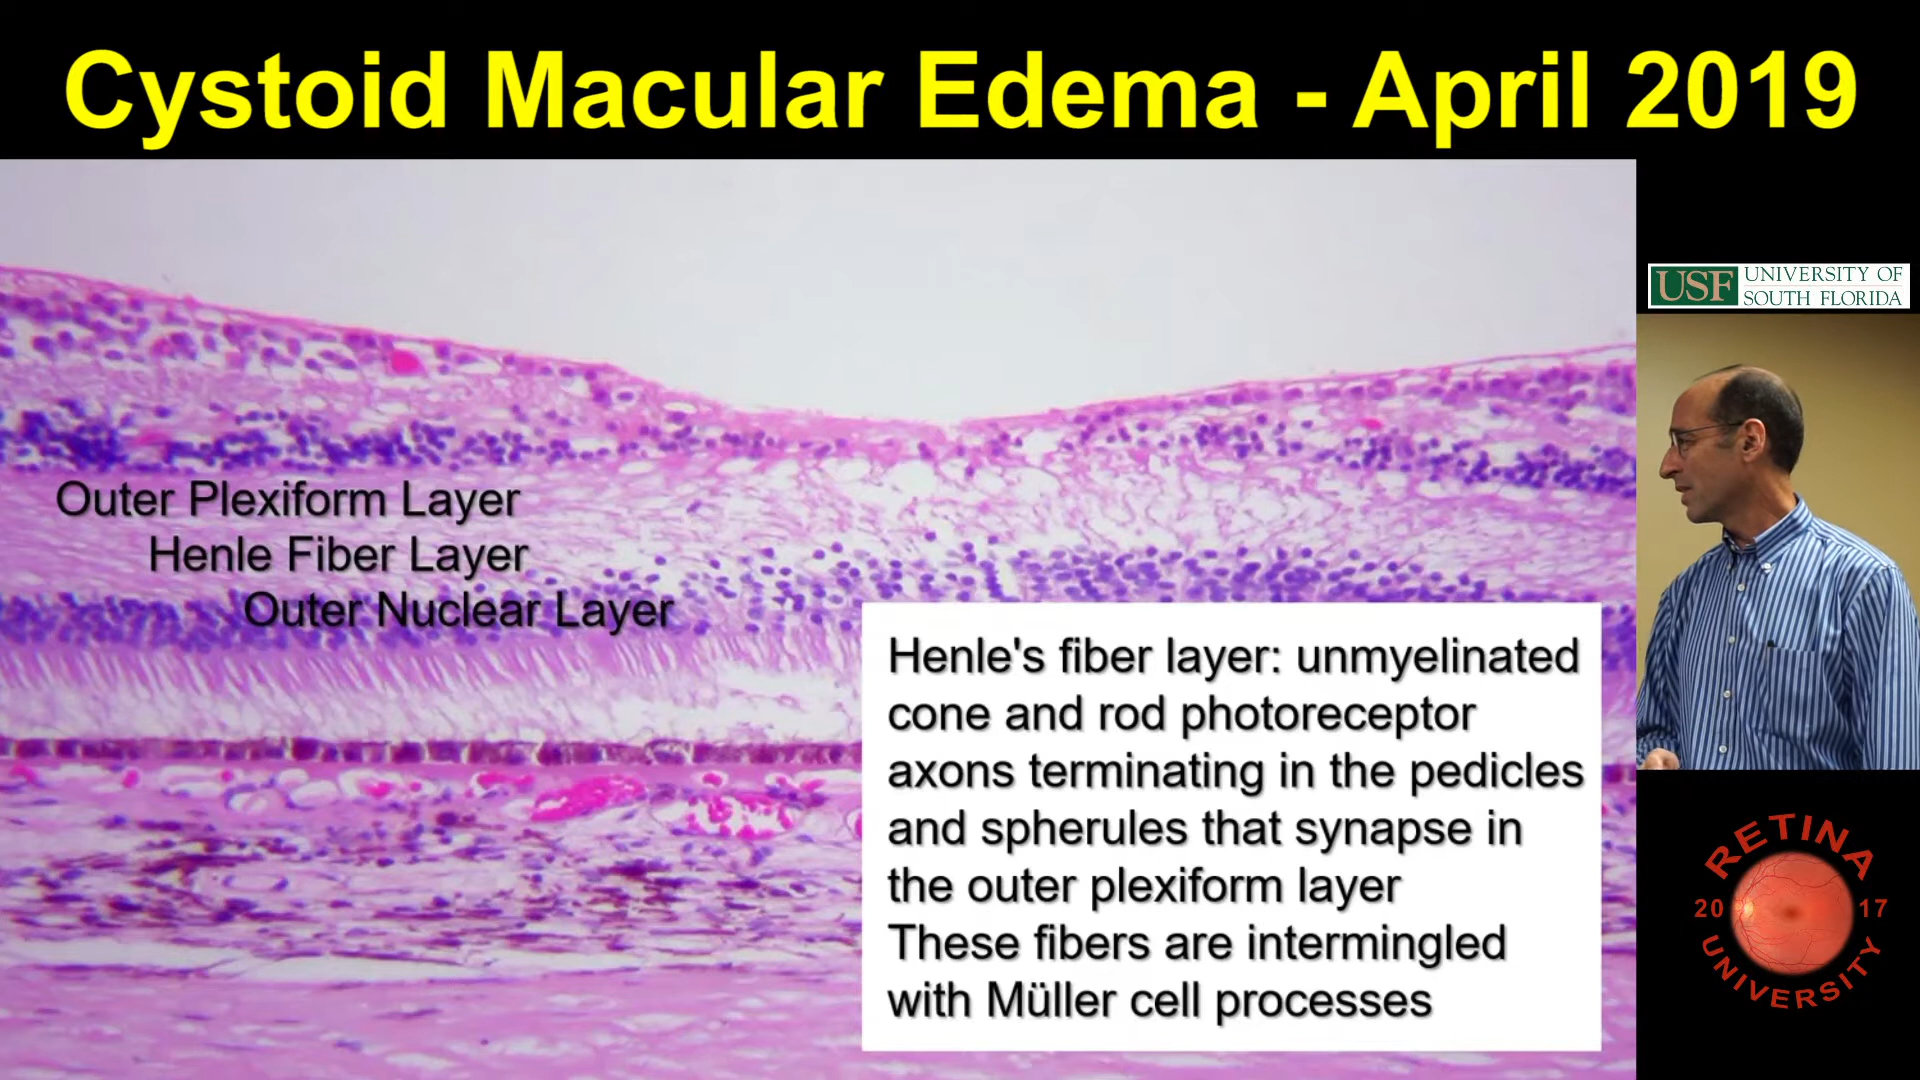 Cystoid Macular Edema - April 2019
USF UNIVERSITY OF
SOUTH FLORIDA
Outer Plexiform Layer
Henle Fiber Layer
Outer Nuclear Layer
Henle's fiber layer: unmyelinated
cone and rod photoreceptor
axons terminating in the pedicles
and spherules that synapse in
the outer plexiform layer
These fibers are intermingled
with Müller cell processes
RETINA
20 17
UNIVERSITY